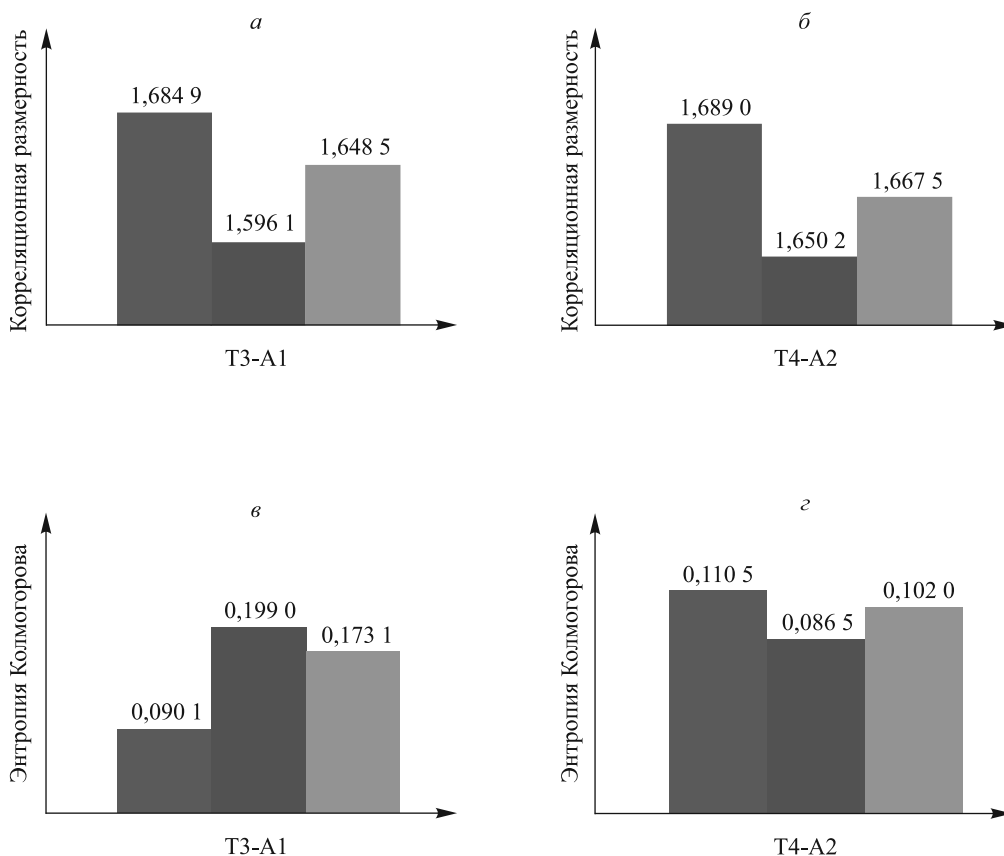 а
Корреляционная размерность
1,684 9
1,596 1
1,648 5
Т3-А1
б
Корреляционная размерность
1,689 0
1,650 2
1,667 5
Т4-А2
в
Энтропия Колмогорова
0,090 1
0,199 0
0,173 1
Т3-А1
г
Энтропия Колмогорова
0,110 5
0,086 5
0,102 0
Т4-А2